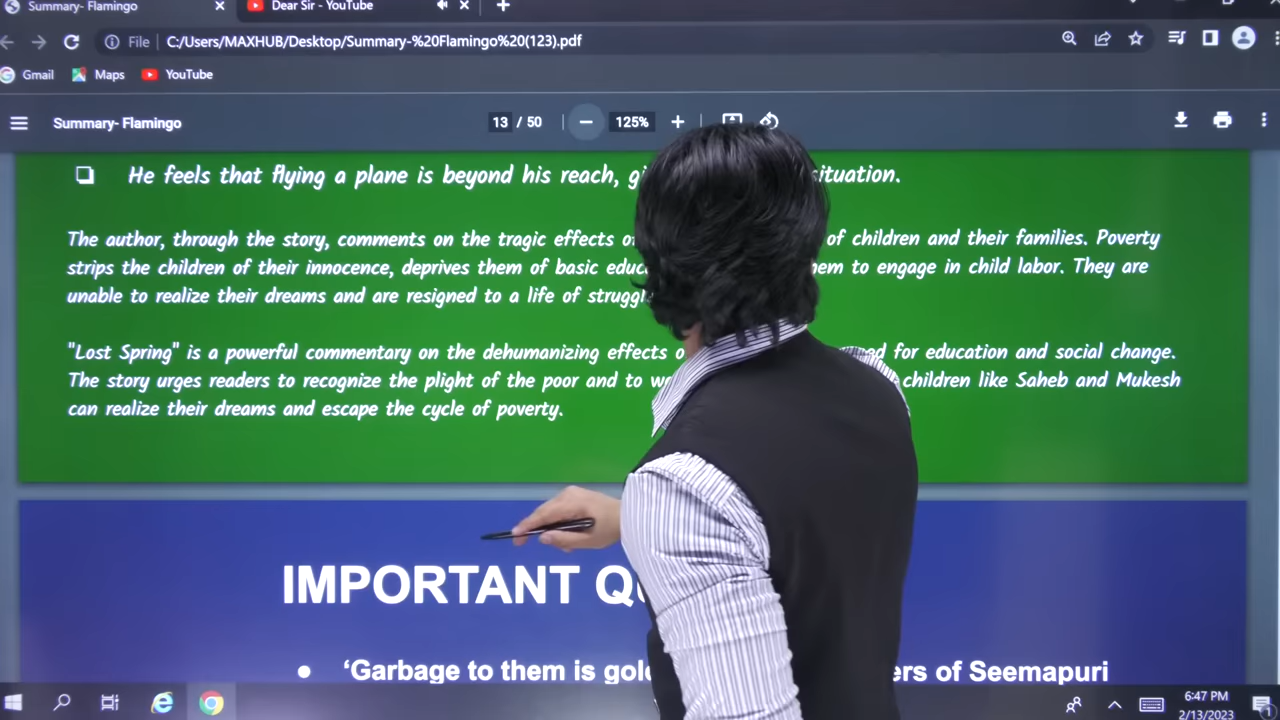 Summary- Flamingo
Dear Sir - YouTube
File C:/Users/MAXHUB/Desktop/Summary-%20Flamingo%20(123).pdf
Gmail Maps YouTube
Summary- Flamingo 13 / 50 125%
He feels that flying a plane is beyond his reach, situation.
The author, through the story, comments on the tragic effects of children and their families. Poverty
strips the children of their innocence, deprives them of basic to engage in child labor. They are
unable to realize their dreams and are resigned to a life of
"Lost Spring" is a powerful commentary on the dehumanizing effects for education and social change.
The story urges readers to recognize the plight of the poor and to children like Saheb and Mukesh
can realize their dreams and escape the cycle of poverty.
IMPORTANT
• ‘Garbage to them is of Seemapuri
6:47 PM
2/13/2023